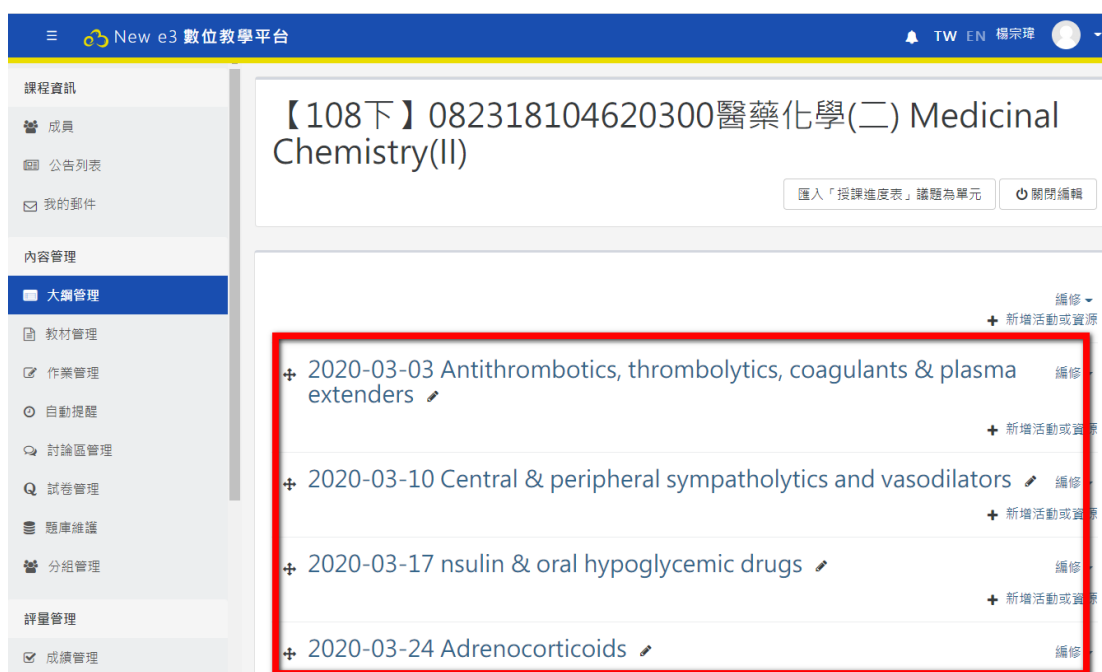 New e3 數位教學平台
TW EN 楊宗瑋
課程資訊
成員
公告列表
我的郵件
內容管理
大綱管理
教材管理
作業管理
自動提醒
討論區管理
試卷管理
題庫維護
分組管理
評量管理
成績管理
【108下】082318104620300醫藥化學(二) Medicinal
Chemistry(II)
匯入「授課進度表」議題為單元
關閉編輯
編修
新增活動或資源
2020-03-03 Antithrombotics, thrombolytics, coagulants & plasma
extenders
編修
新增活動或資源
2020-03-10 Central & peripheral sympatholytics and vasodilators
編修
新增活動或資源
2020-03-17 nsulin & oral hypoglycemic drugs
編修
新增活動或資源
2020-03-24 Adrenocorticoids
編修